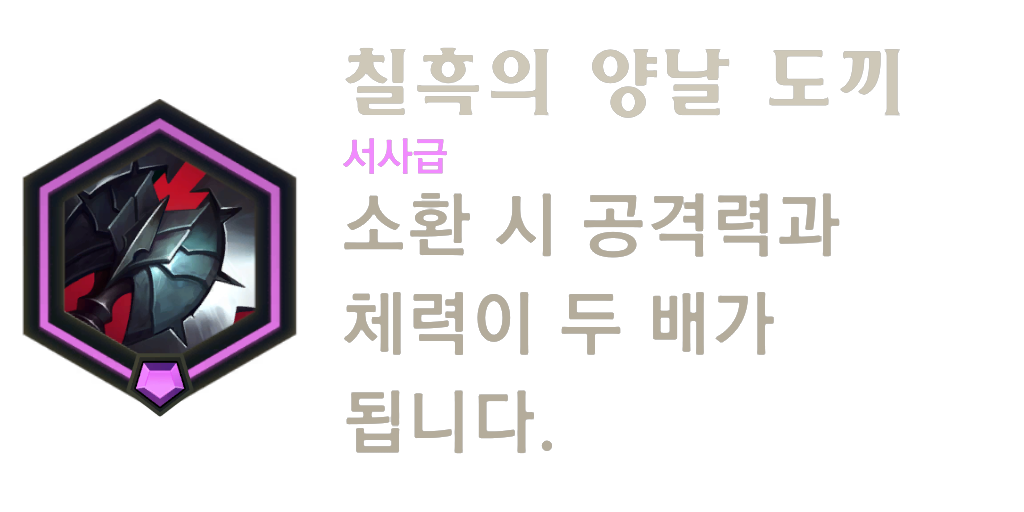 칠흑의 양날 도끼
서사급
소환 시 공격력과
체력이 두 배가
됩니다.